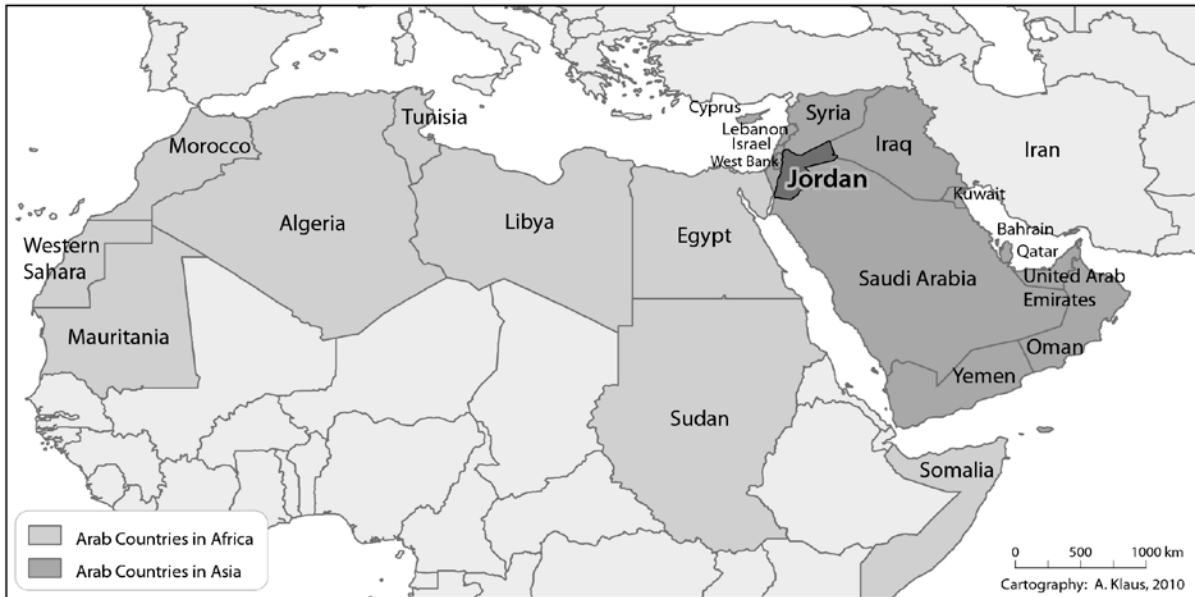 Cyprus
Syria
Tunisia
Lebanon
Israel
Morocco
Iraq
Iran
West Bank
Jordan
Kuwait
Algeria
Libya
Egypt
Bahrain
Qatar
Western
Sahara
Saudi Arabia
United Arab
Emirates
Mauritania
Oman
Yemen
Sudan
Somalia
Arab Countries in Africa
Arab Countries in Asia
0 500 1000 km
Cartography: A. Klaus, 2010